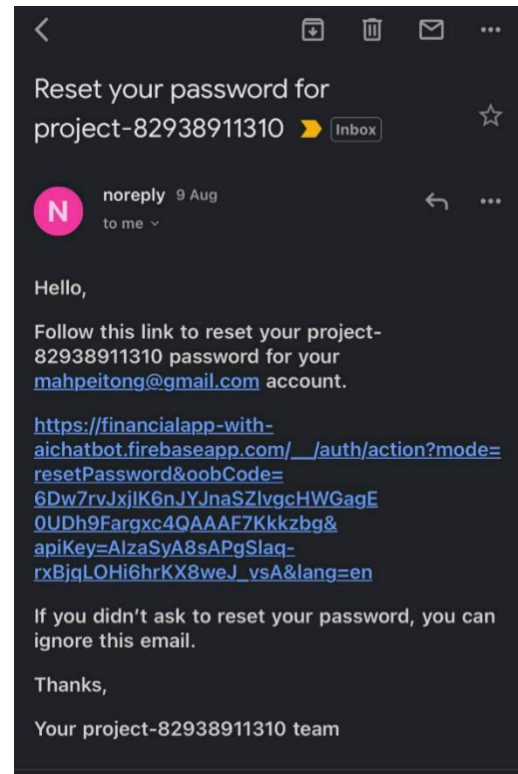 Reset your password for
project-82938911310 Inbox
N
noreply 9 Aug
to me
Hello,
Follow this link to reset your project-
82938911310 password for your
mahpeitong@gmail.com account.
https://financialapp-with-
aichatbot.firebaseapp.com/__/auth/action?mode=
resetPassword&oobCode=
6Dw7rvJxjIK6nJYJnaSZlvgcHWGagE
0UDh9Fargxc4QAAAF7Kkkzbg&
apiKey=AIzaSyA8sAPgSlaq-
rxBjqLOHi6hrKX8weJ_vsA&lang=en
If you didn’t ask to reset your password, you can
ignore this email.
Thanks,
Your project-82938911310 team